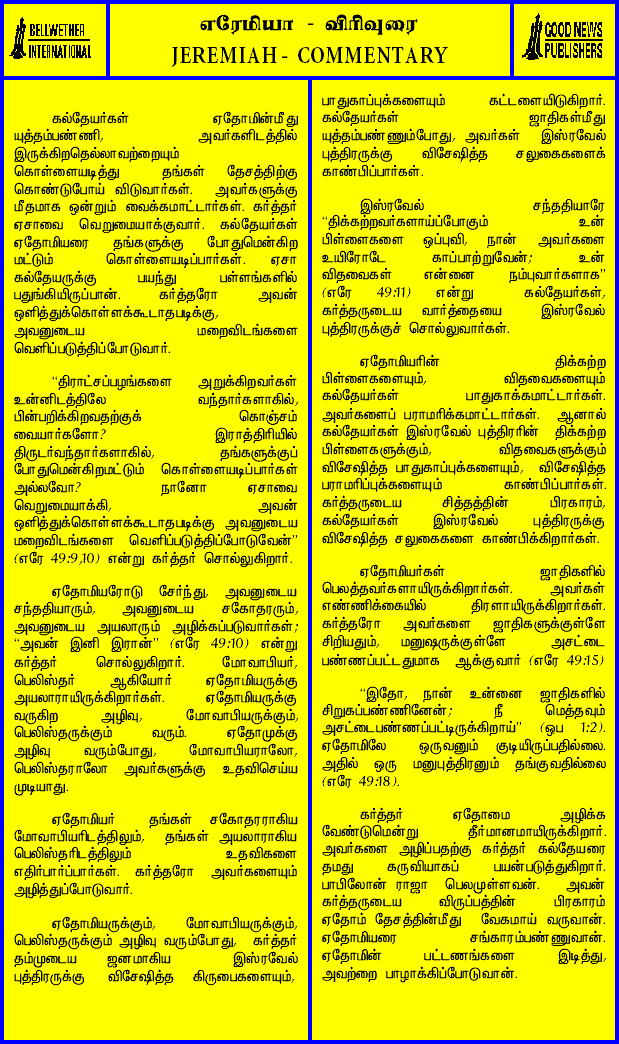 BELLWETHER
INTERNATIONAL
எரேமியா - விரிவுரை
JEREMIAH - COMMENTARY
GOOD NEWS
PUBLISHERS
கல்தேயர்கள் ஏதோமின்மீது
யுத்தம்பண்ணி, அவர்களிடத்தில்
இருக்கிறதெல்லாவற்றையும்
கொள்ளையடித்து தங்கள் தேசத்திற்கு
கொண்டுபோய் விடுவார்கள். அவர்களுக்கு
மீதமாக ஒன்றும் வைக்கமாட்டார்கள். கர்த்தர்
ஏசாவை வெறுமையாக்குவார். கல்தேயர்கள்
ஏதோமியரை தங்களுக்கு போதுமென்கிற
மட்டும் கொள்ளையடிப்பார்கள். ஏசா
கல்தேயருக்கு பயந்து பள்ளங்களில்
பதுங்கியிருப்பான். கர்த்தரோ அவன்
ஒளித்துக்கொள்ளக்கூடாதபடிக்கு,
அவனுடைய மறைவிடங்களை
வெளிப்படுத்திப்போடுவார்.
“திராட்சப்பழங்களை அறுக்கிறவர்கள்
உன்னிடத்திலே வந்தார்களாகில்,
பின்பறிக்கிறவதற்குக் கொஞ்சம்
வையார்களோ? இராத்திரியில்
திருடர்வந்தார்களாகில், தங்களுக்குப்
போதுமென்கிறமட்டும் கொள்ளையடிப்பார்கள்
அல்லவோ? நானோ ஏசாவை
வெறுமையாக்கி, அவன்
ஒளித்துக்கொள்ளக்கூடாதபடிக்கு அவனுடைய
மறைவிடங்களை வெளிப்படுத்திப்போடுவேன்”
(எரே 49:9,10) என்று கர்த்தர் சொல்லுகிறார்.
ஏதோமியரோடு சேர்ந்து, அவனுடைய
சந்ததியாரும், அவனுடைய சகோதரரும்,
அவனுடைய அயலாரும் அழிக்கப்படுவார்கள்;
“அவன் இனி இரான்” (எரே 49:10) என்று
கர்த்தர் சொல்லுகிறார். மோவாபியர்,
பெலிஸ்தர் ஆகியோர் ஏதோமியருக்கு
அயலாராயிருக்கிறார்கள். ஏதோமியருக்கு
வருகிற அழிவு, மோவாபியருக்கும்,
பெலிஸ்தருக்கும் வரும். ஏதோமுக்கு
அழிவு வரும்போது, மோவாபியராலோ,
பெலிஸ்தராலோ அவர்களுக்கு உதவிசெய்ய
முடியாது.
ஏதோமியர் தங்கள் சகோதரராகிய
மோவாபியரிடத்திலும், தங்கள் அயலாராகிய
பெலிஸ்தரிடத்திலும் உதவிகளை
எதிர்பார்ப்பார்கள். கர்த்தரோ அவர்களையும்
அழித்துப்போடுவார்.
ஏதோமியருக்கும், மோவாபியருக்கும்,
பெலிஸ்தருக்கும் அழிவு வரும்போது, கர்த்தர்
தம்முடைய ஜனமாகிய இஸ்ரவேல்
புத்திரருக்கு விசேஷித்த கிருபைகளையும்,
பாதுகாப்புக்களையும் கட்டளையிடுகிறார்.
கல்தேயர்கள் ஜாதிகள்மீது
யுத்தம்பண்ணும்போது, அவர்கள் இஸ்ரவேல்
புத்திரருக்கு விசேஷித்த சலுகைகளைக்
காண்பிப்பார்கள்.
இஸ்ரவேல் சந்ததியாரே
“திக்கற்றவர்களாய்ப்போகும் உன்
பிள்ளைகளை ஒப்புவி, நான் அவர்களை
உயிரோடே காப்பாற்றுவேன்; உன்
விதவைகள் என்னை நம்புவார்களாக”
(எரே 49:11) என்று கல்தேயர்கள்,
கர்த்தருடைய வார்த்தையை இஸ்ரவேல்
புத்திரருக்குச் சொல்லுவார்கள்.
ஏதோமியரின் திக்கற்ற
பிள்ளைகளையும், விதவைகளையும்
கல்தேயர்கள் பாதுகாக்கமாட்டார்கள்.
அவர்களைப் பராமரிக்கமாட்டார்கள். ஆனால்
கல்தேயர்கள் இஸ்ரவேல் புத்திரரின் திக்கற்ற
பிள்ளைகளுக்கும், விதவைகளுக்கும்
விசேஷித்த பாதுகாப்புக்களையும், விசேஷித்த
பராமரிப்புக்களையும் காண்பிப்பார்கள்.
கர்த்தருடைய சித்தத்தின் பிரகாரம்,
கல்தேயர்கள் இஸ்ரவேல் புத்திரருக்கு
விசேஷித்த சலுகைகளை காண்பிக்கிறார்கள்.
ஏதோமியர்கள் ஜாதிகளில்
பெலத்தவர்களாயிருக்கிறார்கள். அவர்கள்
எண்ணிக்கையில் திரளாயிருக்கிறார்கள்.
கர்த்தரோ அவர்களை ஜாதிகளுக்குள்ளே
சிறியதும், மனுஷருக்குள்ளே அசட்டை
பண்ணப்பட்டதுமாக ஆக்குவார் (எரே 49:15)
“இதோ, நான் உன்னை ஜாதிகளில்
சிறுகப்பண்ணினேன்; நீ மெத்தவும்
அசட்டைபண்ணப்பட்டிருக்கிறாய்” (ஒப 1:2).
ஏதோமிலே ஒருவனும் குடியிருப்பதில்லை.
அதில் ஒரு மனுபுத்திரனும் தங்குவதில்லை
(எரே 49:18).
கர்த்தர் ஏதோமை அழிக்க
வேண்டுமென்று தீர்மானமாயிருக்கிறார்.
அவர்களை அழிப்பதற்கு கர்த்தர் கல்தேயரை
தமது கருவியாகப் பயன்படுத்துகிறார்.
பாபிலோன் ராஜா பெலமுள்ளவன். அவன்
கர்த்தருடைய விருப்பத்தின் பிரகாரம்
ஏதோம் தேசத்தின்மீது வேகமாய் வருவான்.
ஏதோமியரை சங்காரம்பண்ணுவான்.
ஏதோமின் பட்டணங்களை இடித்து,
அவற்றை பாழாக்கிப்போடுவான்.